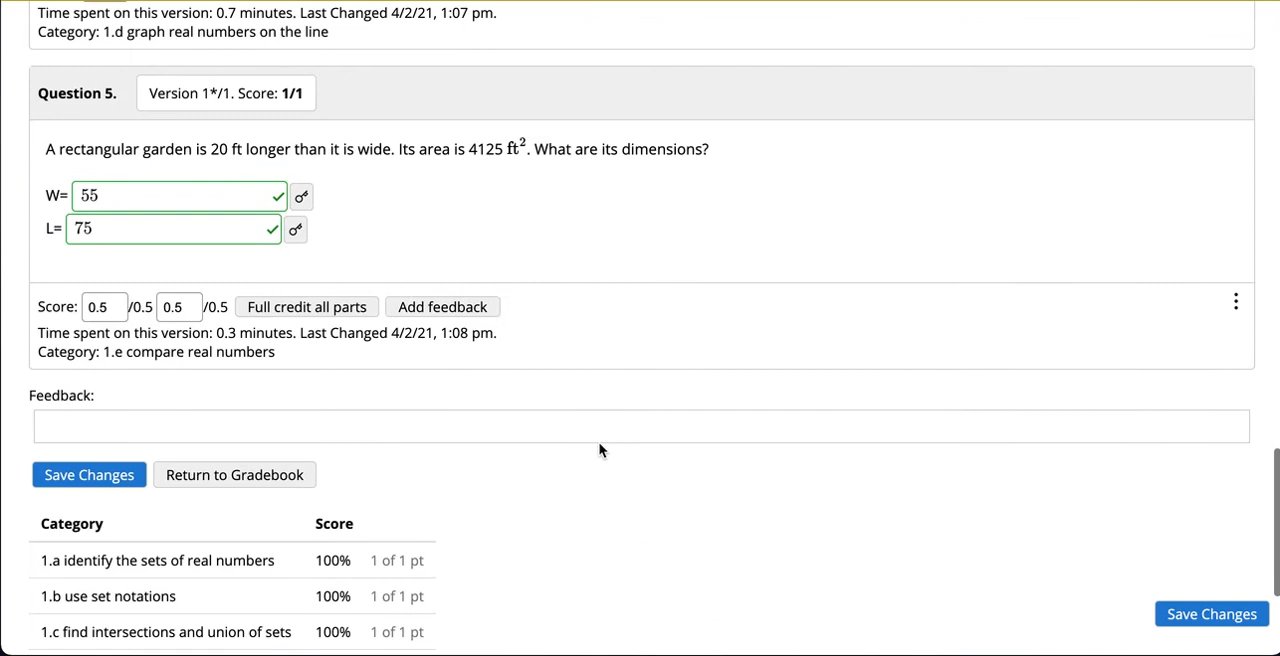 Time spent on this version: 0.7 minutes. Last Changed 4/2/21, 1:07 pm.
Category: 1.d graph real numbers on the line
Question 5. Version 1*/1. Score: 1/1
A rectangular garden is 20 ft longer than it is wide. Its area is 4125 ft². What are its dimensions?
W= 55
L= 75
Score: 0.5 /0.5 0.5 /0.5 Full credit all parts Add feedback
Time spent on this version: 0.3 minutes. Last Changed 4/2/21, 1:08 pm.
Category: 1.e compare real numbers
Feedback:
Save Changes Return to Gradebook
Category Score
1.a identify the sets of real numbers 100% 1 of 1 pt
1.b use set notations 100% 1 of 1 pt
Save Changes
1.c find intersections and union of sets 100% 1 of 1 pt